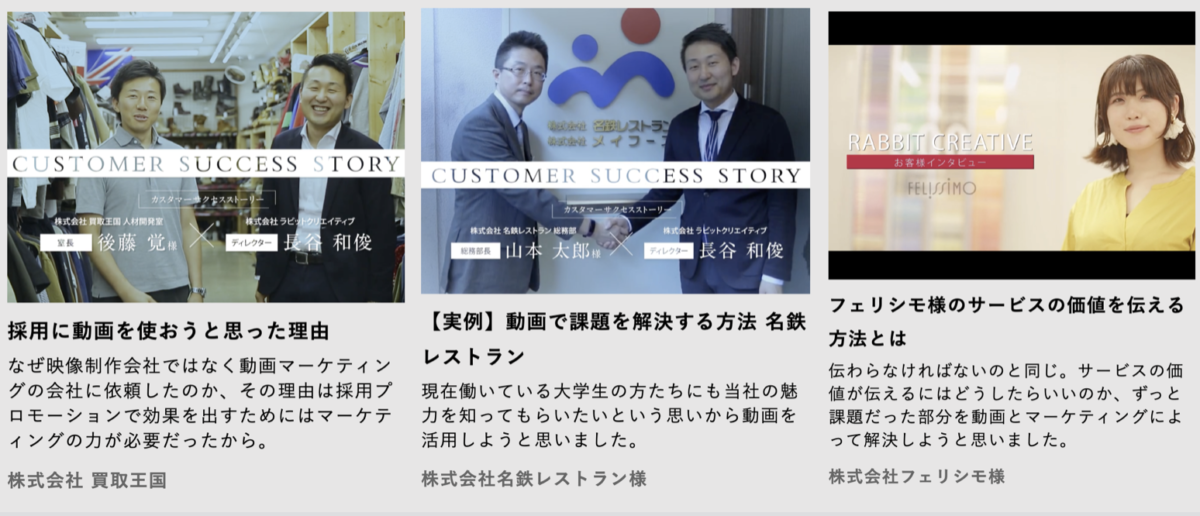 CUSTOMER SUCCESS STORY
カスタマーサクセスストーリー
株式会社 買取王国 人材開発室
室長 後藤 覚様
×
株式会社 ラビットクリエイティブ
ディレクター 長谷 和俊
採用に動画を使おうと思った理由
なぜ映像制作会社ではなく動画マーケティン
グの会社に依頼したのか、その理由は採用プ
ロモーションで効果を出すためにはマーケテ
ィングの力が必要だったから。
株式会社 買取王国
株式会社 名鉄レストラン
株式会社 メイフーズ
CUSTOMER SUCCESS STORY
カスタマーサクセスストーリー
株式会社 名鉄レストラン 総務部
総務部長 山本 太郎様
×
株式会社 ラビットクリエイティブ
ディレクター 長谷 和俊
【実例】動画で課題を解決する方法 名鉄
レストラン
現在働いている大学生の方たちにも当社の魅
力を知ってもらいたいという思いから動画を
活用しようと思いました。
株式会社名鉄レストラン様
RABBIT CREATIVE
お客様インタビュー
FELISSIMO
フェリシモ様のサービスの価値を伝える
方法とは
伝わらなければないのと同じ。サービスの価
値が伝えるにはどうしたらいいのか、ずっと
課題だった部分を動画とマーケティングによ
って解決しようと思いました。
株式会社フェリシモ様